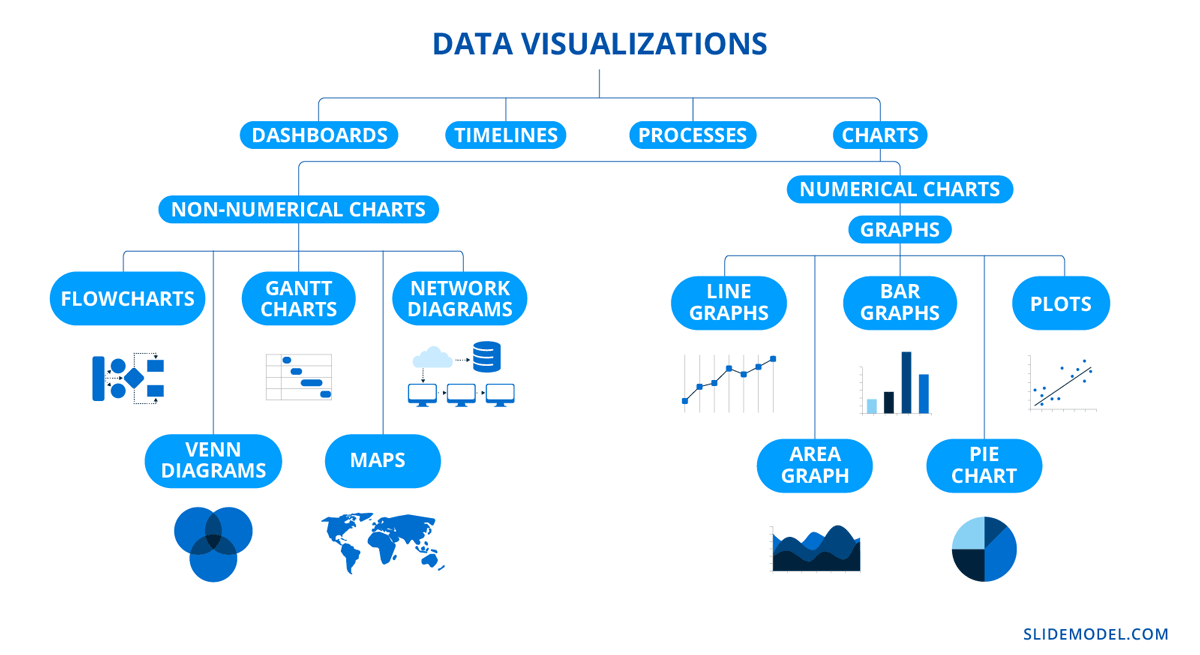 DATA VISUALIZATIONS
DASHBOARDS
TIMELINES
PROCESSES
CHARTS
NON-NUMERICAL CHARTS
NUMERICAL CHARTS
GRAPHS
FLOWCHARTS
GANTT
CHARTS
NETWORK
DIAGRAMS
VENN
DIAGRAMS
MAPS
LINE
GRAPHS
BAR
GRAPHS
PLOTS
AREA
GRAPH
PIE
CHART
SLIDEMODEL.COM